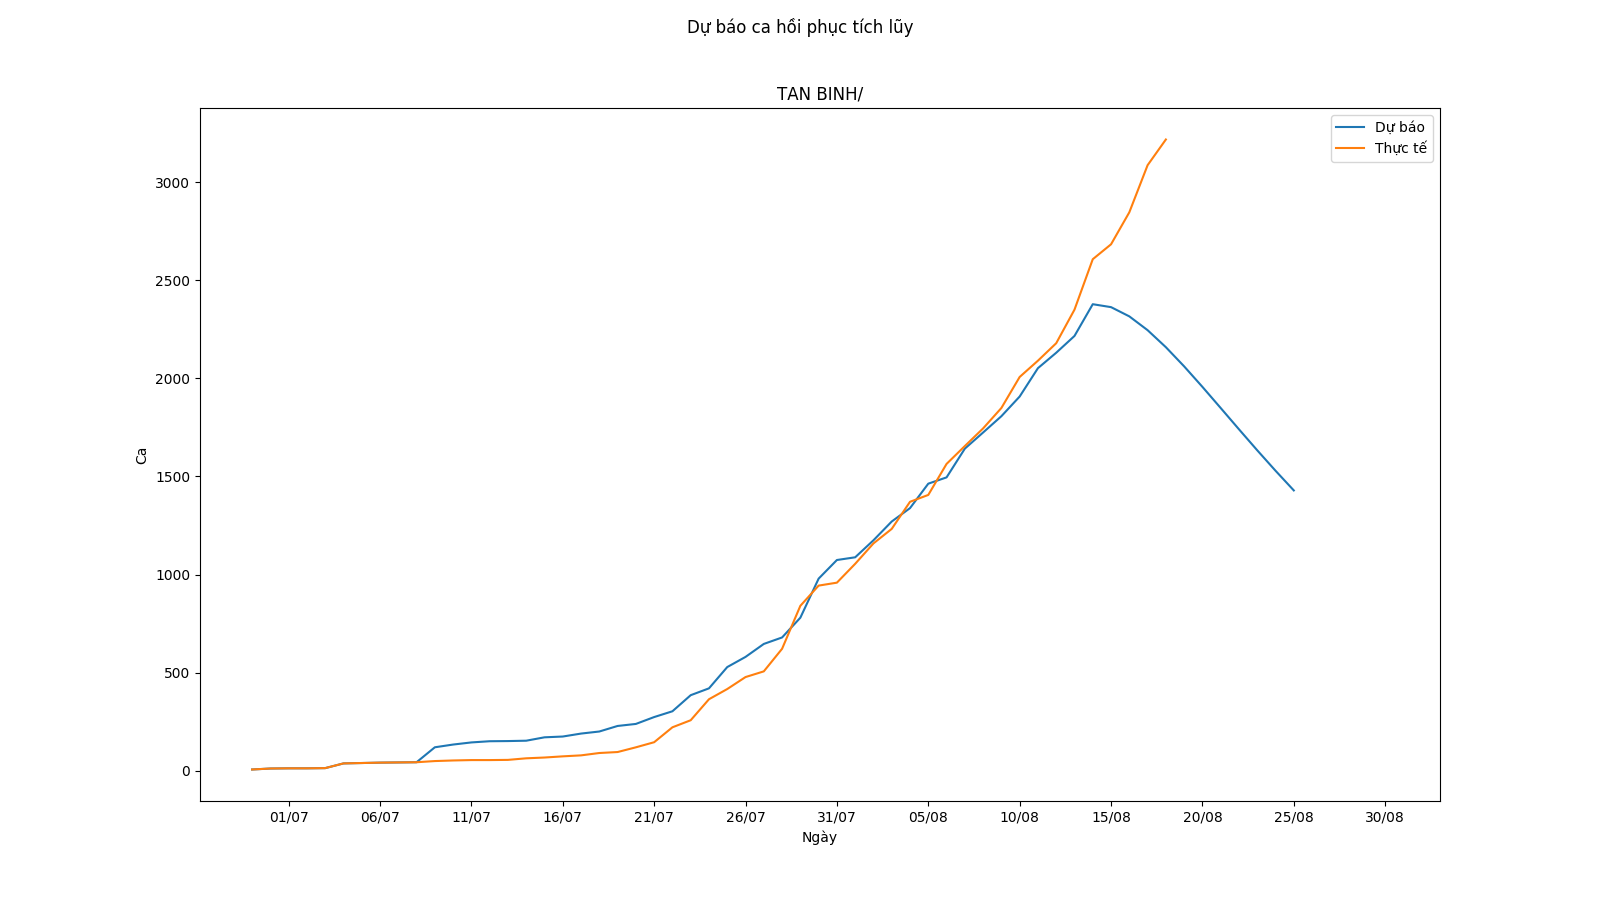 Dự báo ca hồi phục tích lũy
TAN BINH/
Dự báo
Thực tế
3000
2500
2000
1500
1000
500
0
Ca
01/07 06/07 11/07 16/07 21/07 26/07 31/07 05/08 10/08 15/08 20/08 25/08 30/08
Ngày